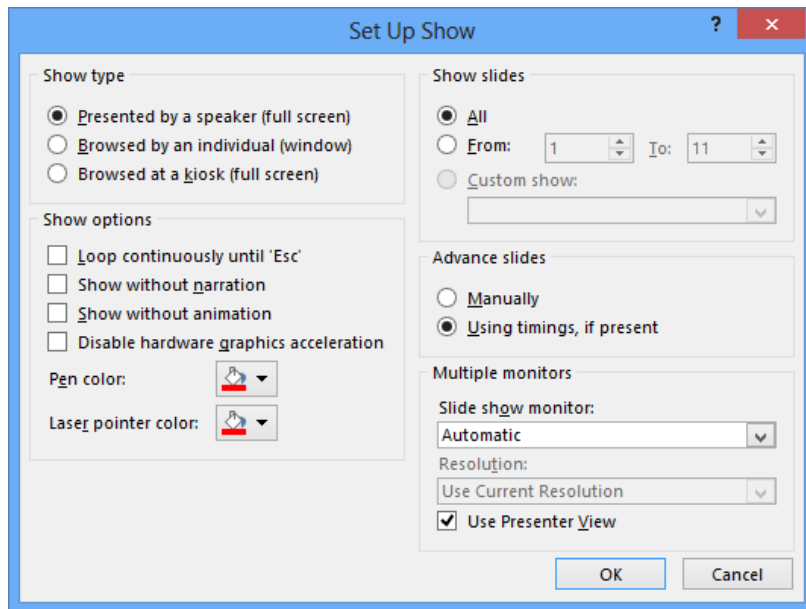 Set Up Show
?
Show type
Presented by a speaker (full screen)
Browsed by an individual (window)
Browsed at a kiosk (full screen)
Show options
Loop continuously until 'Esc'
Show without narration
Show without animation
Disable hardware graphics acceleration
Pen color:
Laser pointer color:
Show slides
All
From: 1 To: 11
Custom show:
Advance slides
Manually
Using timings, if present
Multiple monitors
Slide show monitor:
Automatic
Resolution:
Use Current Resolution
Use Presenter View
OK Cancel